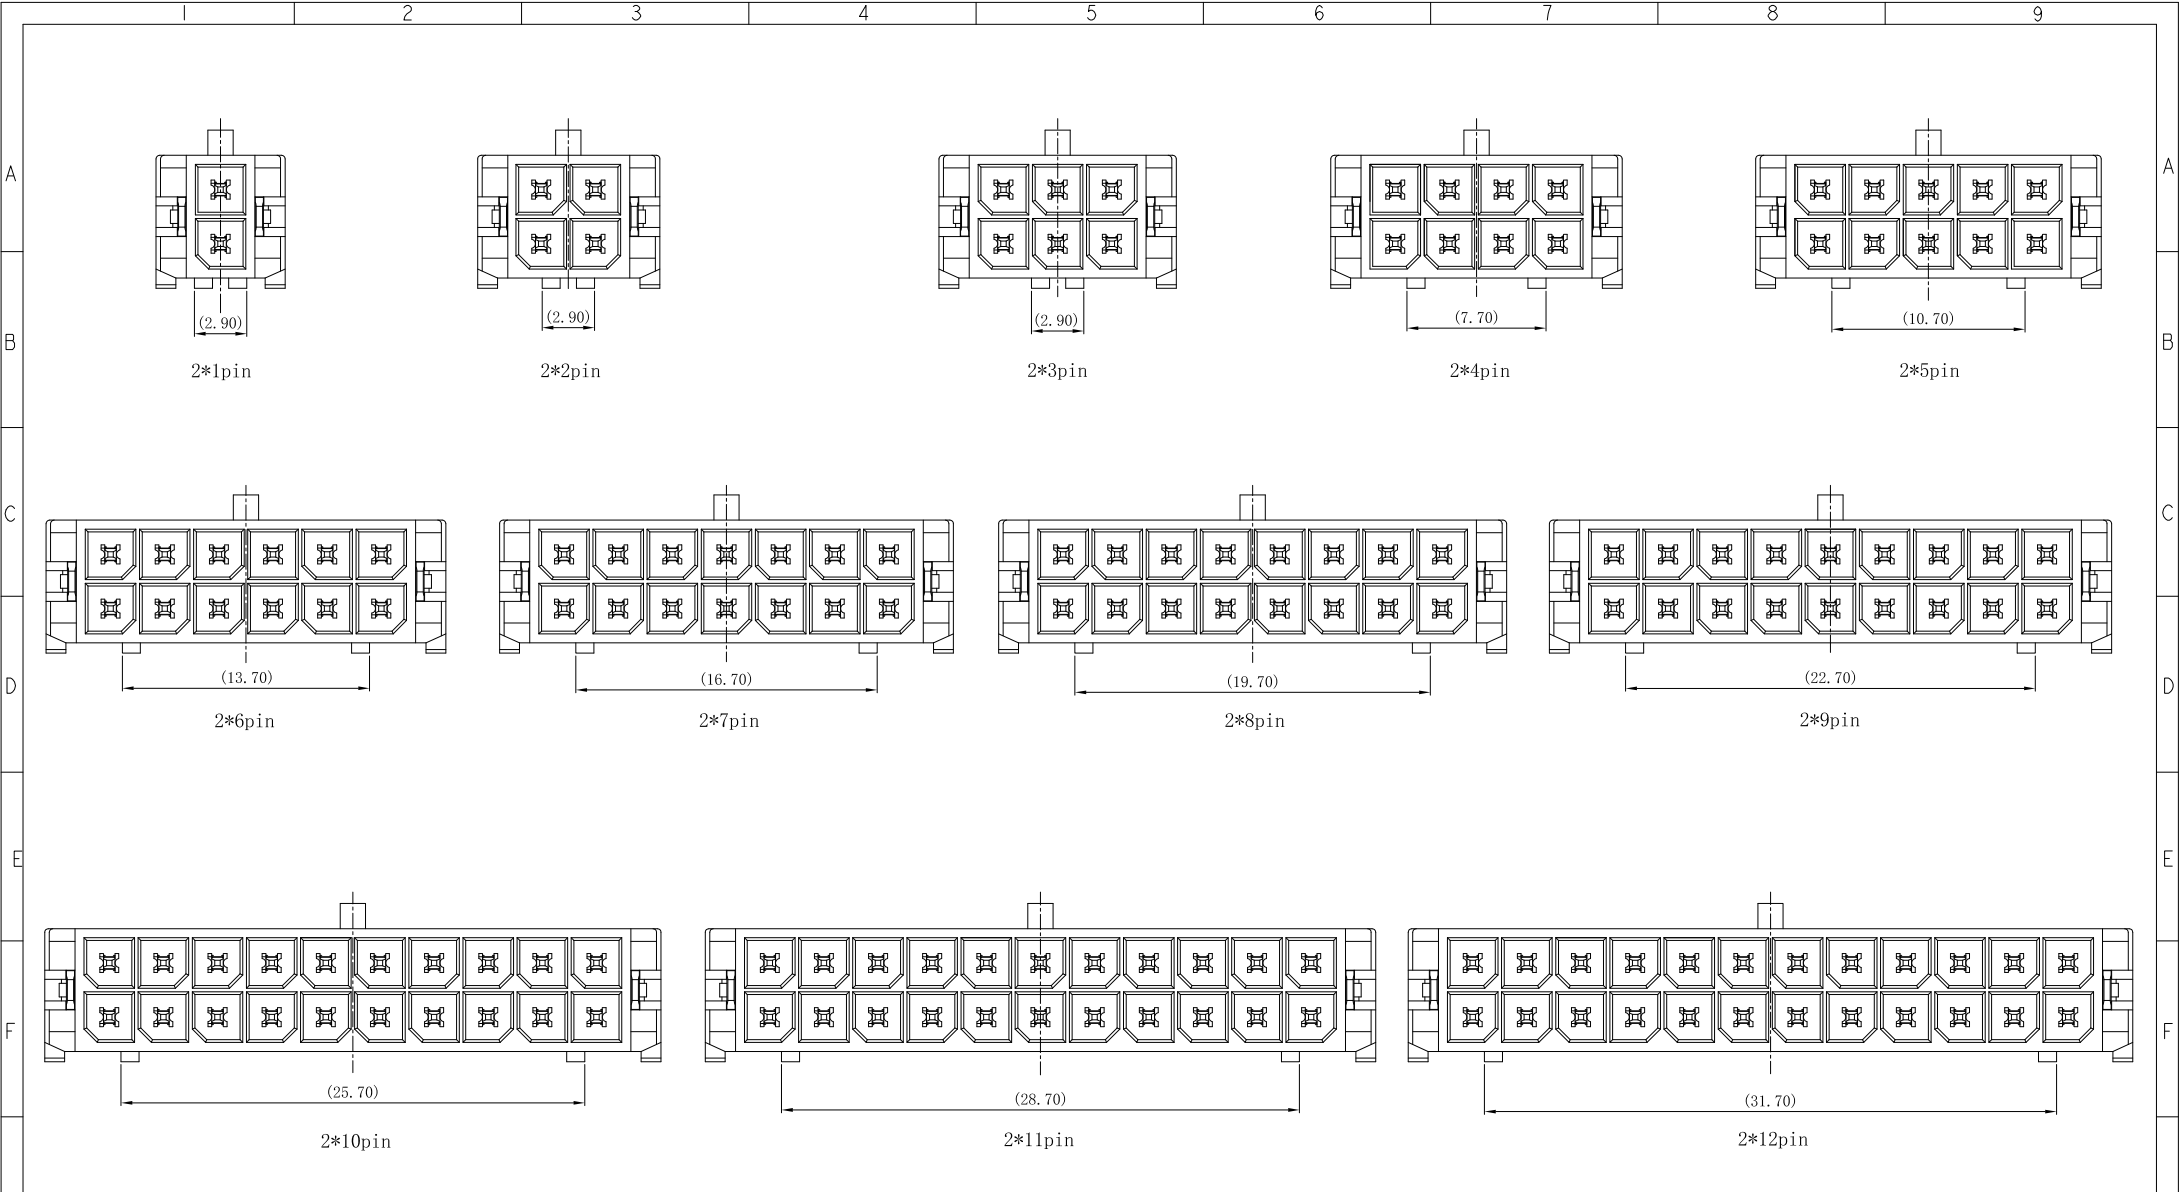 1 2 3 4 5 6 7 8 9
A A
(2.90) (2.90) (2.90) (7.70) (10.70)
B B
2*1pin 2*2pin 2*3pin 2*4pin 2*5pin
C C
(13.70) (16.70) (19.70) (22.70)
D D
2*6pin 2*7pin 2*8pin 2*9pin
E E
F F
(25.70) (28.70) (31.70)
2*10pin 2*11pin 2*12pin